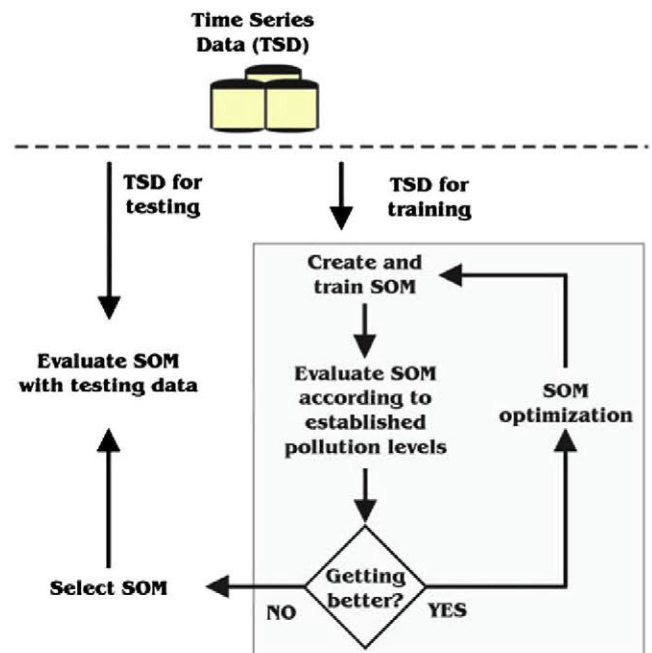 Time Series
Data (TSD)
TSD for
testing
TSD for
training
Create and
train SOM
Evaluate SOM
with testing data
Evaluate SOM
according to
established
pollution levels
SOM
optimization
Getting
better?
Select SOM
NO
YES